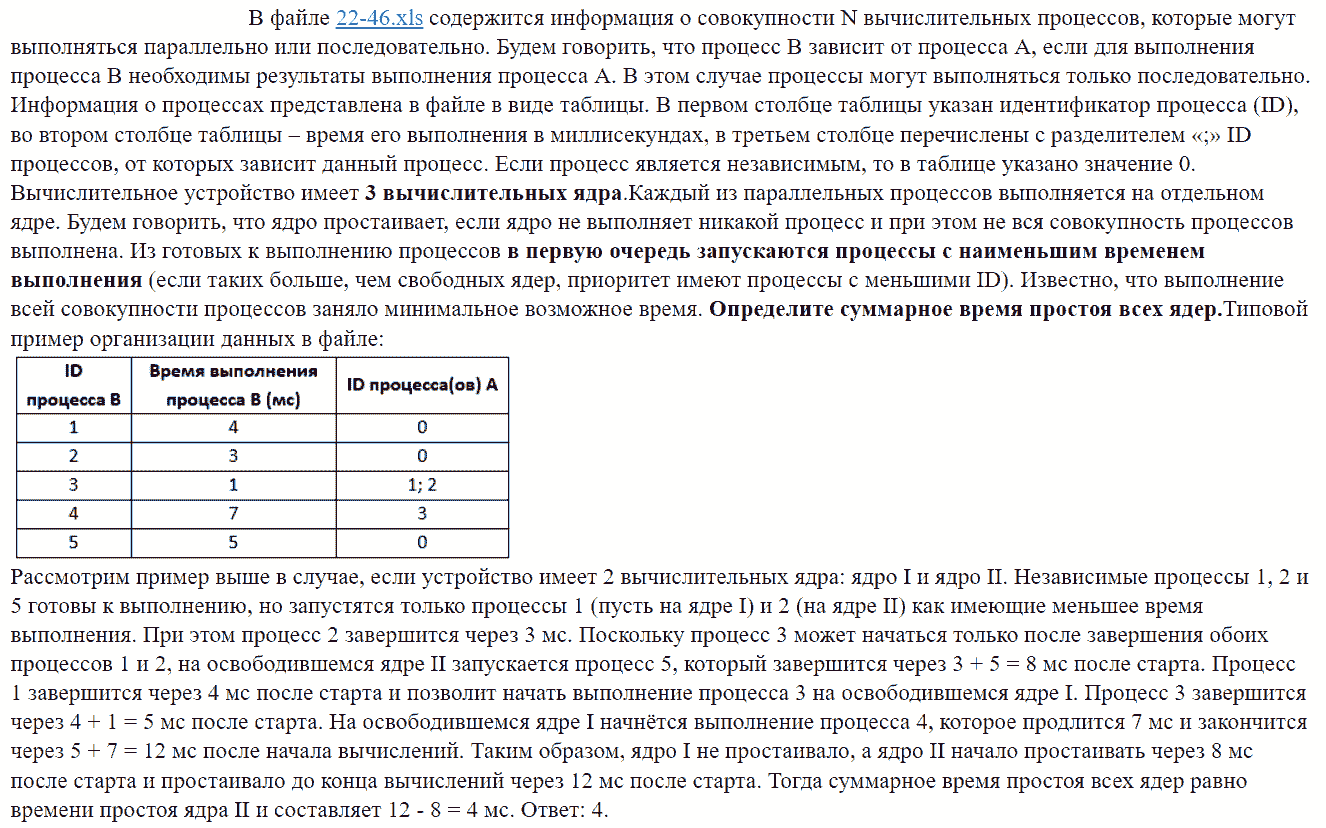 В файле 22-46.xls содержится информация о совокупности N вычислительных процессов, которые могут
выполняться параллельно или последовательно. Будем говорить, что процесс B зависит от процесса A, если для выполнения
процесса B необходимы результаты выполнения процесса A. В этом случае процессы могут выполняться только последовательно.
Информация о процессах представлена в файле в виде таблицы. В первом столбце таблицы указан идентификатор процесса (ID),
во втором столбце таблицы – время его выполнения в миллисекундах, в третьем столбце перечислены с разделителем «;» ID
процессов, от которых зависит данный процесс. Если процесс является независимым, то в таблице указано значение 0.
Вычислительное устройство имеет 3 вычислительных ядра.Каждый из параллельных процессов выполняется на отдельном
ядре. Будем говорить, что ядро простаивает, если ядро не выполняет никакой процесс и при этом не вся совокупность процессов
выполнена. Из готовых к выполнению процессов в первую очередь запускаются процессы с наименьшим временем
выполнения (если таких больше, чем свободных ядер, приоритет имеют процессы с меньшими ID). Известно, что выполнение
всей совокупности процессов заняло минимальное возможное время. Определите суммарное время простоя всех ядер.Типовой
пример организации данных в файле:
ID процесса B | Время выполнения процесса B (мс) | ID процесса(ов) A
1 | 4 | 0
2 | 3 | 0
3 | 1 | 1; 2
4 | 7 | 3
5 | 5 | 0
Рассмотрим пример выше в случае, если устройство имеет 2 вычислительных ядра: ядро I и ядро II. Независимые процессы 1, 2 и
5 готовы к выполнению, но запустятся только процессы 1 (пусть на ядре I) и 2 (на ядре II) как имеющие меньшее время
выполнения. При этом процесс 2 завершится через 3 мс. Поскольку процесс 3 может начаться только после завершения обоих
процессов 1 и 2, на освободившемся ядре II запускается процесс 5, который завершится через 3 + 5 = 8 мс после старта. Процесс
1 завершится через 4 мс после старта и позволит начать выполнение процесса 3 на освободившемся ядре I. Процесс 3 завершится
через 4 + 1 = 5 мс после старта. На освободившемся ядре I начнётся выполнение процесса 4, которое продлится 7 мс и закончится
через 5 + 7 = 12 мс после начала вычислений. Таким образом, ядро I не простаивало, а ядро II начало простаивать через 8 мс
после старта и простаивало до конца вычислений через 12 мс после старта. Тогда суммарное время простоя всех ядер равно
времени простоя ядра II и составляет 12 - 8 = 4 мс. Ответ: 4.